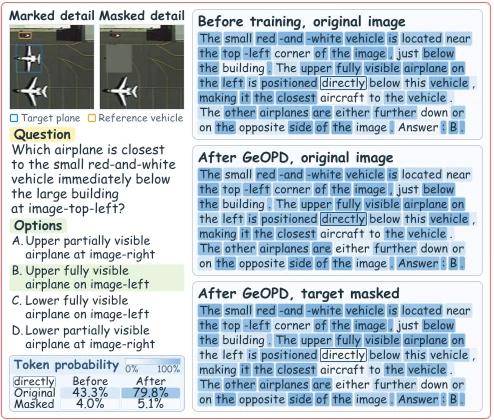 Marked detail Masked detail
Target plane Reference vehicle
Question
Which airplane is closest
to the small red-and-white
vehicle immediately below
the large building
at image-top-left?
Options
A. Upper partially visible
airplane at image-right
B. Upper fully visible
airplane on image-left
C. Lower fully visible
airplane on image-left
D. Lower partially visible
airplane at image-right
Token probability 0% 100%
directly Before After
Original 43.3% 79.8%
Masked 4.0% 5.1%
Before training, original image
The small red -and -white vehicle is located near
the top -left corner of the image , just below
the building . The upper fully visible airplane on
the left is positioned directly below this vehicle ,
making it the closest aircraft to the vehicle .
The other airplanes are either further down or
on the opposite side of the image . Answer : B .
After GeOPD, original image
The small red -and -white vehicle is located near
the top -left corner of the image , just below
the building . The upper fully visible airplane on
the left is positioned directly below this vehicle ,
making it the closest aircraft to the vehicle .
The other airplanes are either further down or
on the opposite side of the image . Answer : B .
After GeOPD, target masked
The small red -and -white vehicle is located near
the top -left corner of the image , just below
the building . The upper fully visible airplane on
the left is positioned directly below this vehicle ,
making it the closest aircraft to the vehicle .
The other airplanes are either further down or
on the opposite side of the image . Answer : B .